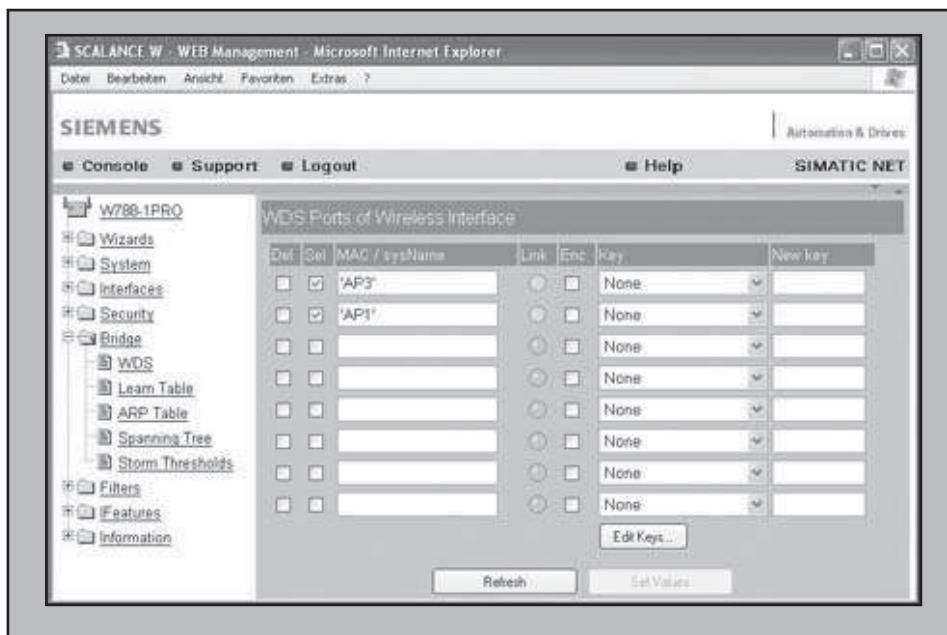 SCALANCE W - WEB Management - Microsoft Internet Explorer
Datei Bearbeiten Ansicht Favoriten Extras ?
SIEMENS
Automation & Drives
Console Support Logout Help SIMATIC NET
W788-1PRO
Wizards
System
Interfaces
Security
Bridge
WDS
Learn Table
ARP Table
Spanning Tree
Storm Thresholds
Filters
IFeatures
Information
WDS Ports of Wireless Interface
Del Sel MAC / sysName Link Enc Key New key
'AP3' None
'AP1' None
None
None
None
None
None
None
Edit Keys...
Refresh Set Values